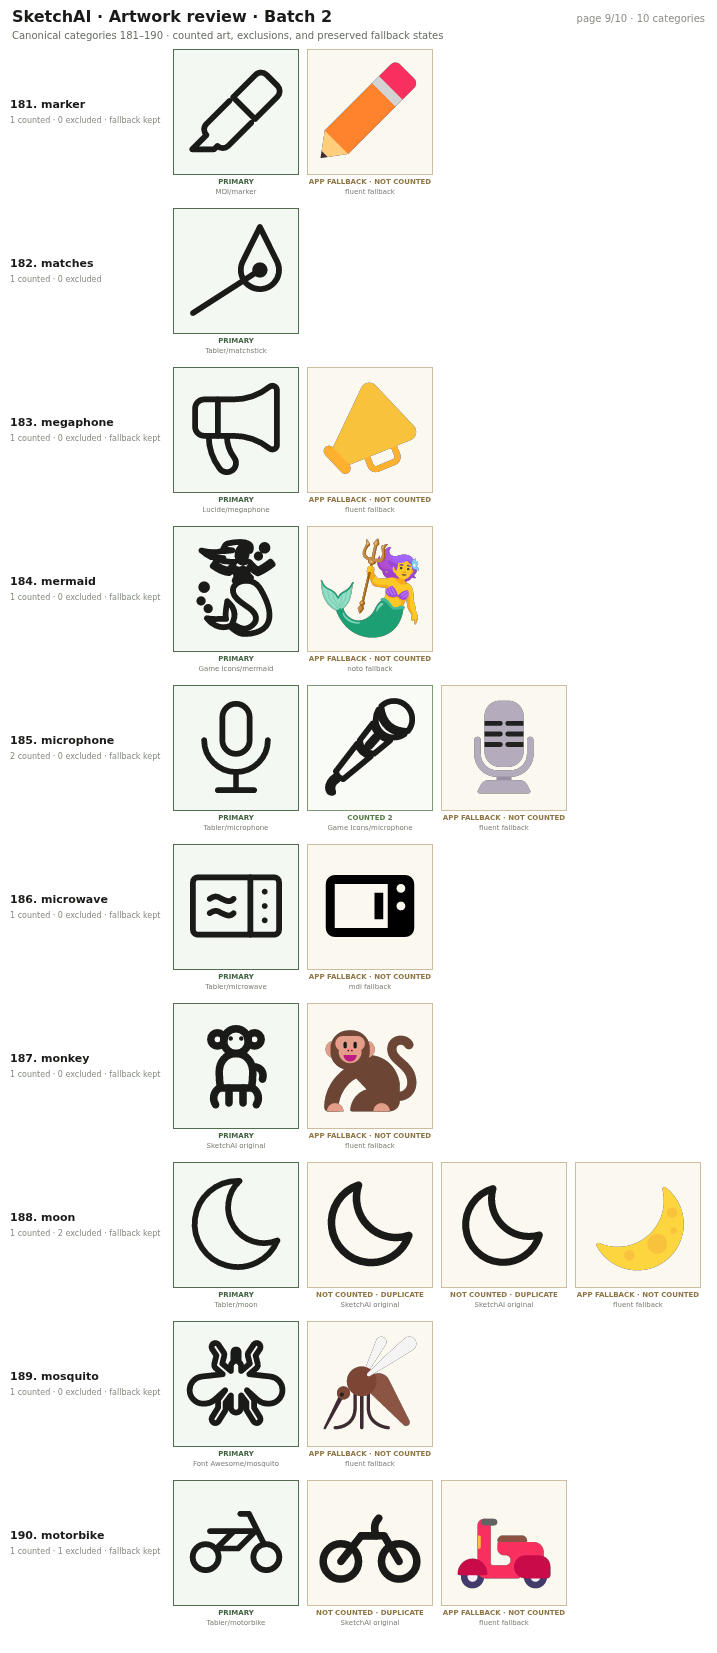 SketchAI · Artwork review · Batch 2
page 9/10 · 10 categories
Canonical categories 181–190 · counted art, exclusions, and preserved fallback states
181. marker
1 counted · 0 excluded · fallback kept
PRIMARY
MDI/marker
APP FALLBACK · NOT COUNTED
fluent fallback
182. matches
1 counted · 0 excluded
PRIMARY
Tabler/matchstick
183. megaphone
1 counted · 0 excluded · fallback kept
PRIMARY
Lucide/megaphone
APP FALLBACK · NOT COUNTED
fluent fallback
184. mermaid
1 counted · 0 excluded · fallback kept
PRIMARY
Game Icons/mermaid
APP FALLBACK · NOT COUNTED
noto fallback
185. microphone
2 counted · 0 excluded · fallback kept
PRIMARY
Tabler/microphone
COUNTED 2
Game Icons/microphone
APP FALLBACK · NOT COUNTED
fluent fallback
186. microwave
1 counted · 0 excluded · fallback kept
PRIMARY
Tabler/microwave
APP FALLBACK · NOT COUNTED
mdi fallback
187. monkey
1 counted · 0 excluded · fallback kept
PRIMARY
SketchAI original
APP FALLBACK · NOT COUNTED
fluent fallback
188. moon
1 counted · 2 excluded · fallback kept
PRIMARY
Tabler/moon
NOT COUNTED · DUPLICATE
SketchAI original
NOT COUNTED · DUPLICATE
SketchAI original
APP FALLBACK · NOT COUNTED
fluent fallback
189. mosquito
1 counted · 0 excluded · fallback kept
PRIMARY
Font Awesome/mosquito
APP FALLBACK · NOT COUNTED
fluent fallback
190. motorbike
1 counted · 1 excluded · fallback kept
PRIMARY
Tabler/motorbike
NOT COUNTED · DUPLICATE
SketchAI original
APP FALLBACK · NOT COUNTED
fluent fallback